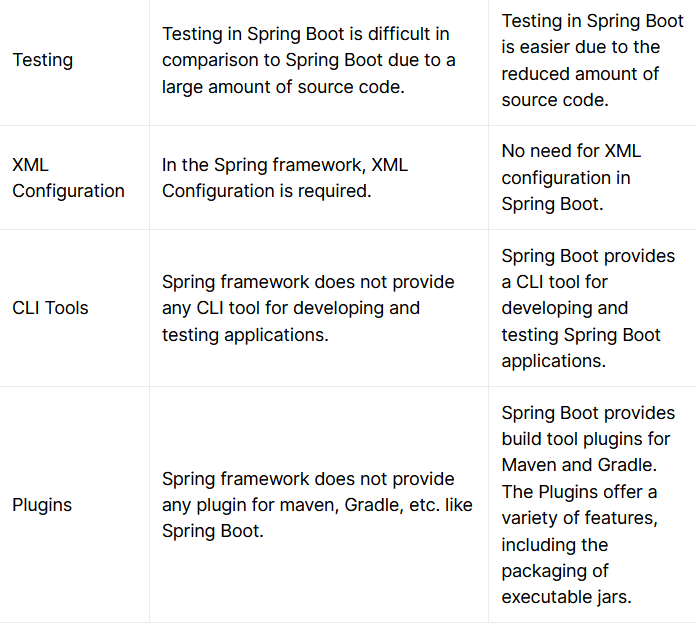 Testing
Testing in Spring Boot is difficult in
comparison to Spring Boot due to a
large amount of source code.
Testing in Spring Boot
is easier due to the
reduced amount of
source code.
XML
Configuration
In the Spring framework, XML
Configuration is required.
No need for XML
configuration in
Spring Boot.
CLI Tools
Spring framework does not provide
any CLI tool for developing and
testing applications.
Spring Boot provides
a CLI tool for
developing and
testing Spring Boot
applications.
Plugins
Spring framework does not provide
any plugin for maven, Gradle, etc. like
Spring Boot.
Spring Boot provides
build tool plugins for
Maven and Gradle.
The Plugins offer a
variety of features,
including the
packaging of
executable jars.